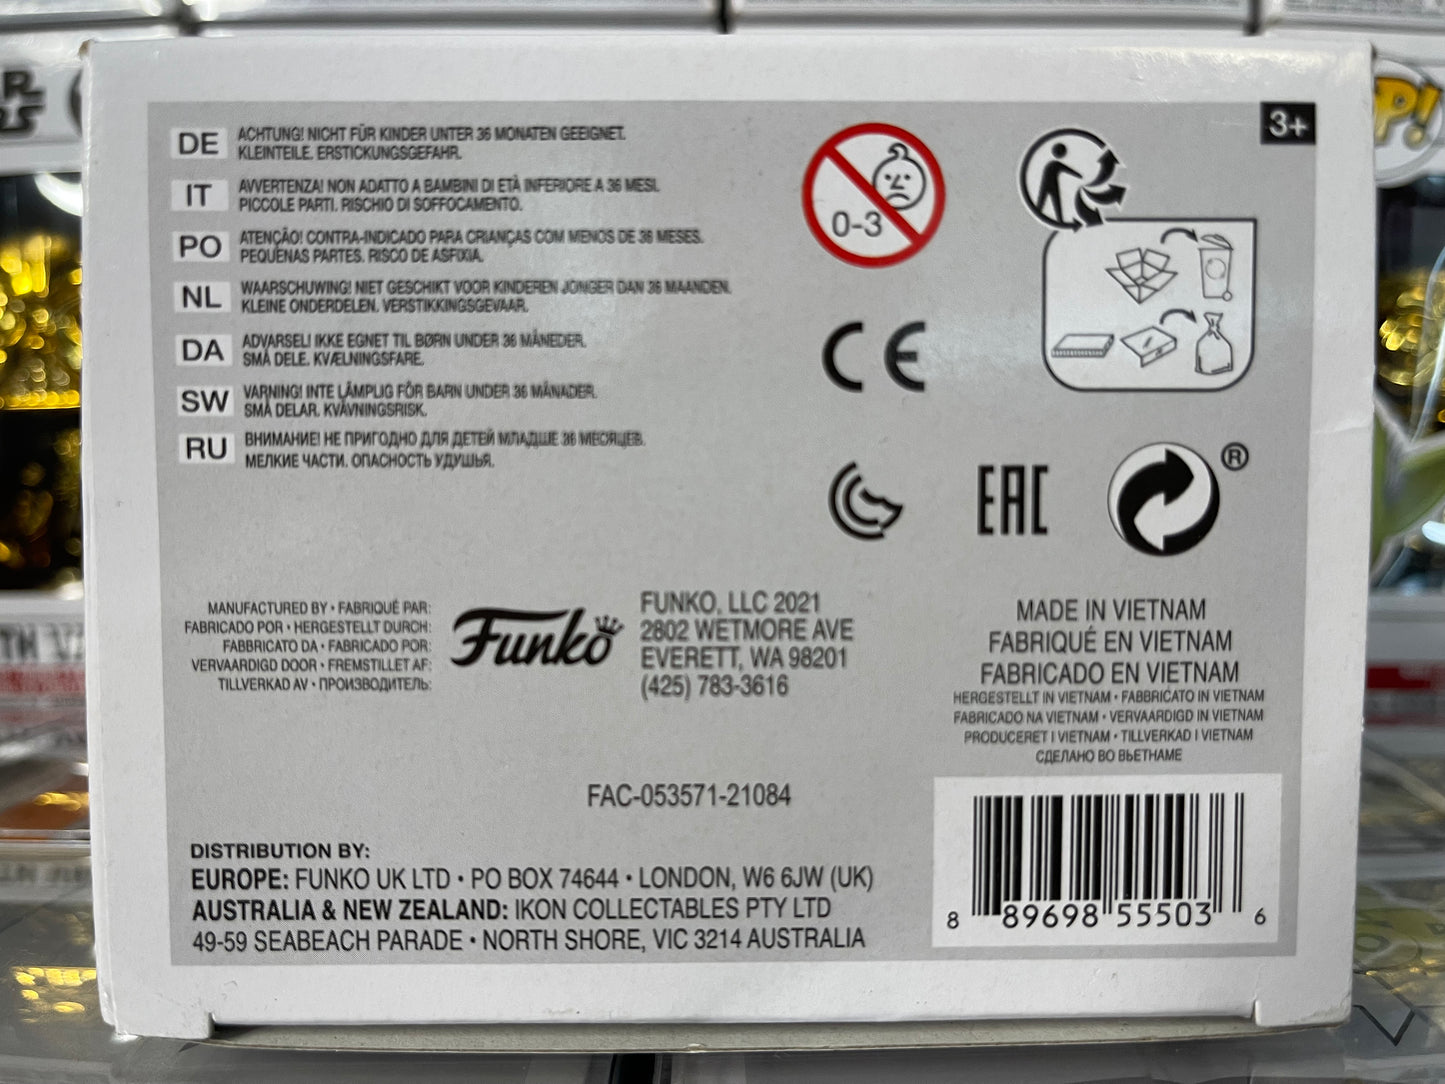 3+
DE ACHTUNG! NICHT FÜR KINDER UNTER 36 MONATEN GEEIGNET.
KLEINTEILE. ERSTICKUNGSGEFAHR.
IT AVVERTENZA! NON ADATTO A BAMBINI DI ETÀ INFERIORE A 36 MESI.
PICCOLE PARTI. RISCHIO DI SOFFOCAMENTO.
PO ATENÇÃO! CONTRA-INDICADO PARA CRIANÇAS COM MENOS DE 36 MESES.
PEQUENAS PARTES. RISCO DE ASFIXIA.
NL WAARSCHUWING! NIET GESCHIKT VOOR KINDEREN JONGER DAN 36 MAANDEN.
KLEINE ONDERDELEN. VERSTIKKINGSGEVAAR.
DA ADVARSEL! IKKE EGNET TIL BØRN UNDER 36 MÅNEDER.
SMÅ DELE. KVÆLNINGSFARE.
SW VARNING! INTE LÄMPLIG FÖR BARN UNDER 36 MÅNADER.
SMÅ DELAR. KVÄVNINGSRISK.
RU ВНИМАНИЕ! НЕ ПРИГОДНО ДЛЯ ДЕТЕЙ МЛАДШЕ 36 МЕСЯЦЕВ.
МЕЛКИЕ ЧАСТИ. ОПАСНОСТЬ УДУШЬЯ.
0-3
CE
EAC
®
MANUFACTURED BY • FABRIQUÉ PAR:
FABRICADO POR • HERGESTELLT DURCH:
FABBRICATO DA • FABRICADO POR:
VERVAARDIGD DOOR • FREMSTILLET AF:
TILLVERKAD AV • ПРОИЗВОДИТЕЛЬ:
Funko
FUNKO, LLC 2021
2802 WETMORE AVE
EVERETT, WA 98201
(425) 783-3616
MADE IN VIETNAM
FABRIQUÉ EN VIETNAM
FABRICADO EN VIETNAM
HERGESTELLT IN VIETNAM • FABBRICATO IN VIETNAM
FABRICADO NA VIETNAM • VERVAARDIGD IN VIETNAM
PRODUCERET I VIETNAM • TILLVERKAD I VIETNAM
СДЕЛАНО ВО ВЬЕТНАМЕ
FAC-053571-21084
DISTRIBUTION BY:
EUROPE: FUNKO UK LTD • PO BOX 74644 • LONDON, W6 6JW (UK)
AUSTRALIA & NEW ZEALAND: IKON COLLECTABLES PTY LTD
49-59 SEABEACH PARADE • NORTH SHORE, VIC 3214 AUSTRALIA
8 89698 55503 6